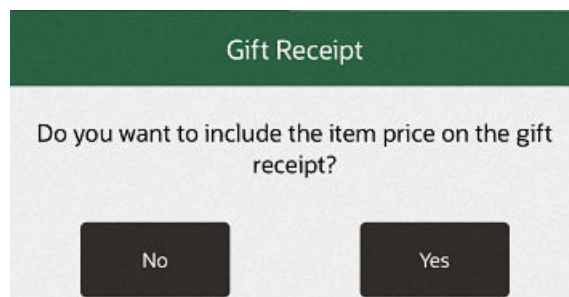 Gift Receipt
Do you want to include the item price on the gift
receipt?
No
Yes